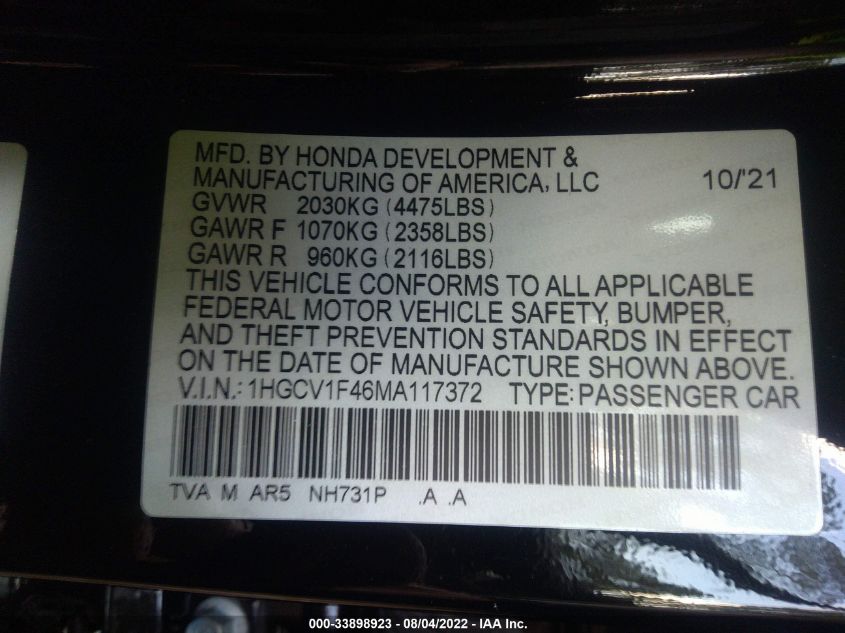 MFD. BY HONDA DEVELOPMENT &
MANUFACTURING OF AMERICA, LLC 10/'21
GVWR 2030KG (4475LBS)
GAWR F 1070KG (2358LBS)
GAWR R 960KG (2116LBS)
THIS VEHICLE CONFORMS TO ALL APPLICABLE
FEDERAL MOTOR VEHICLE SAFETY, BUMPER,
AND THEFT PREVENTION STANDARDS IN EFFECT
ON THE DATE OF MANUFACTURE SHOWN ABOVE.
V.I.N.: 1HGCV1F46MA117372 TYPE: PASSENGER CAR
TVA M AR5 NH731P .A .A
000-33898923 - 08/04/2022 - IAA Inc.